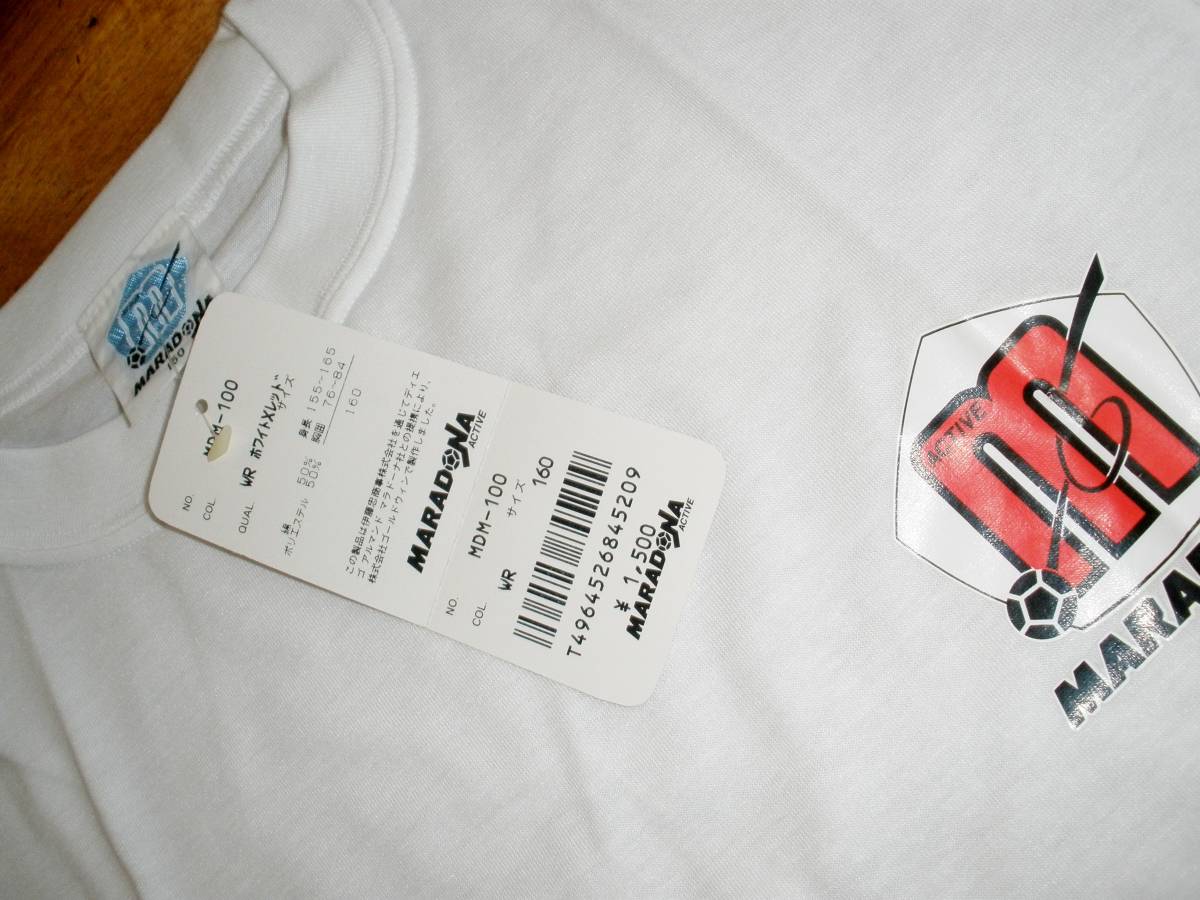 MARADONA
160
NO. MDM-100
COL WR ホワイト×レッド
QUAL サイズ
綿 50%
ポリエステル 50%
身長 155~165
胸囲 76~84
160
この製品は伊藤忠商事株式会社を通じてディエ
ゴ アルマンド マラドーナ社との提携により、
株式会社ゴールドウィンで製作しました。
MARADONA
ACTIVE
NO. MDM-100
サイズ
COL WR 160
T4964526845209
¥ 1,500
MARADONA
ACTIVE
ACTIVE
MARA